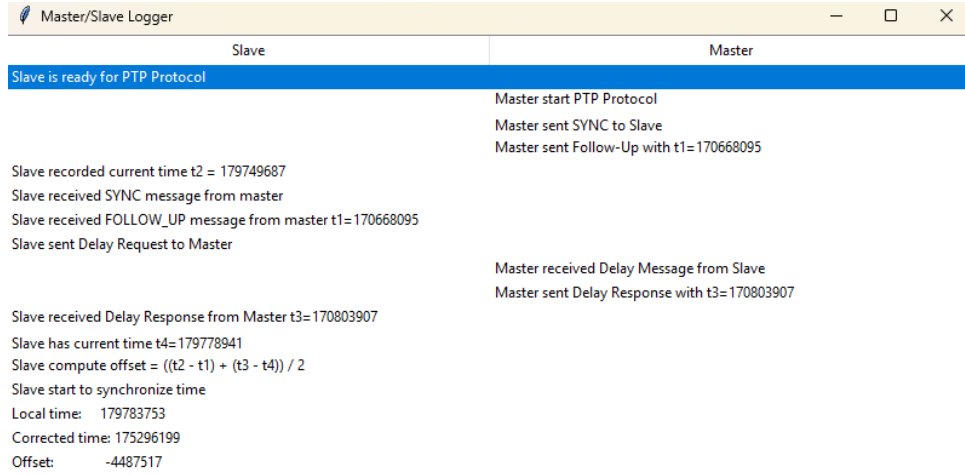 Master/Slave Logger
Slave Master
Slave is ready for PTP Protocol
Master start PTP Protocol
Master sent SYNC to Slave
Master sent Follow-Up with t1=170668095
Slave recorded current time t2 = 179749687
Slave received SYNC message from master
Slave received FOLLOW_UP message from master t1=170668095
Slave sent Delay Request to Master
Master received Delay Message from Slave
Master sent Delay Response with t3=170803907
Slave received Delay Response from Master t3=170803907
Slave has current time t4=179778941
Slave compute offset = ((t2 - t1) + (t3 - t4)) / 2
Slave start to synchronize time
Local time: 179783753
Corrected time: 175296199
Offset: -4487517